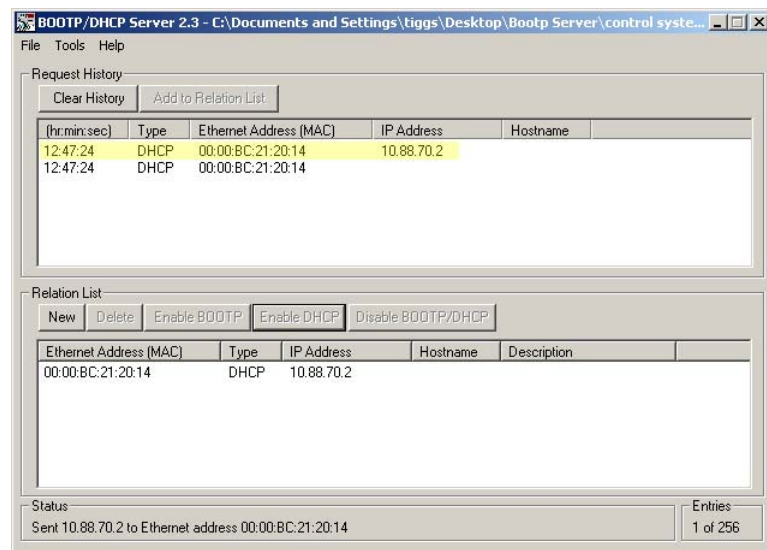 BOOTP/DHCP Server 2.3 - C:\Documents and Settings\tiggs\Desktop\Bootp Server\control syste...
File Tools Help
Request History
Clear History Add to Relation List
(hr:min:sec) Type Ethernet Address (MAC) IP Address Hostname
12:47:24 DHCP 00:00:BC:21:20:14 10.88.70.2
12:47:24 DHCP 00:00:BC:21:20:14
Relation List
New Delete Enable BOOTP Enable DHCP Disable BOOTP/DHCP
Ethernet Address (MAC) Type IP Address Hostname Description
00:00:BC:21:20:14 DHCP 10.88.70.2
Status
Sent 10.88.70.2 to Ethernet address 00:00:BC:21:20:14
Entries
1 of 256